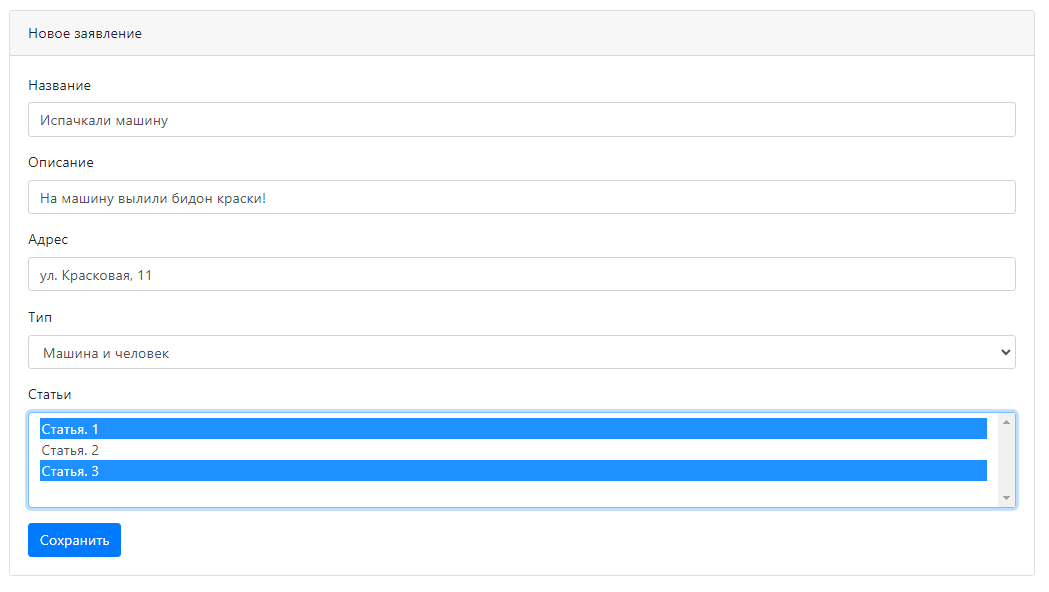 Новое заявление
Название
Испачкали машину
Описание
На машину вылили бидон краски!
Адрес
ул. Красковая, 11
Тип
Машина и человек
Статьи
Статья. 1
Статья. 2
Статья. 3
Сохранить